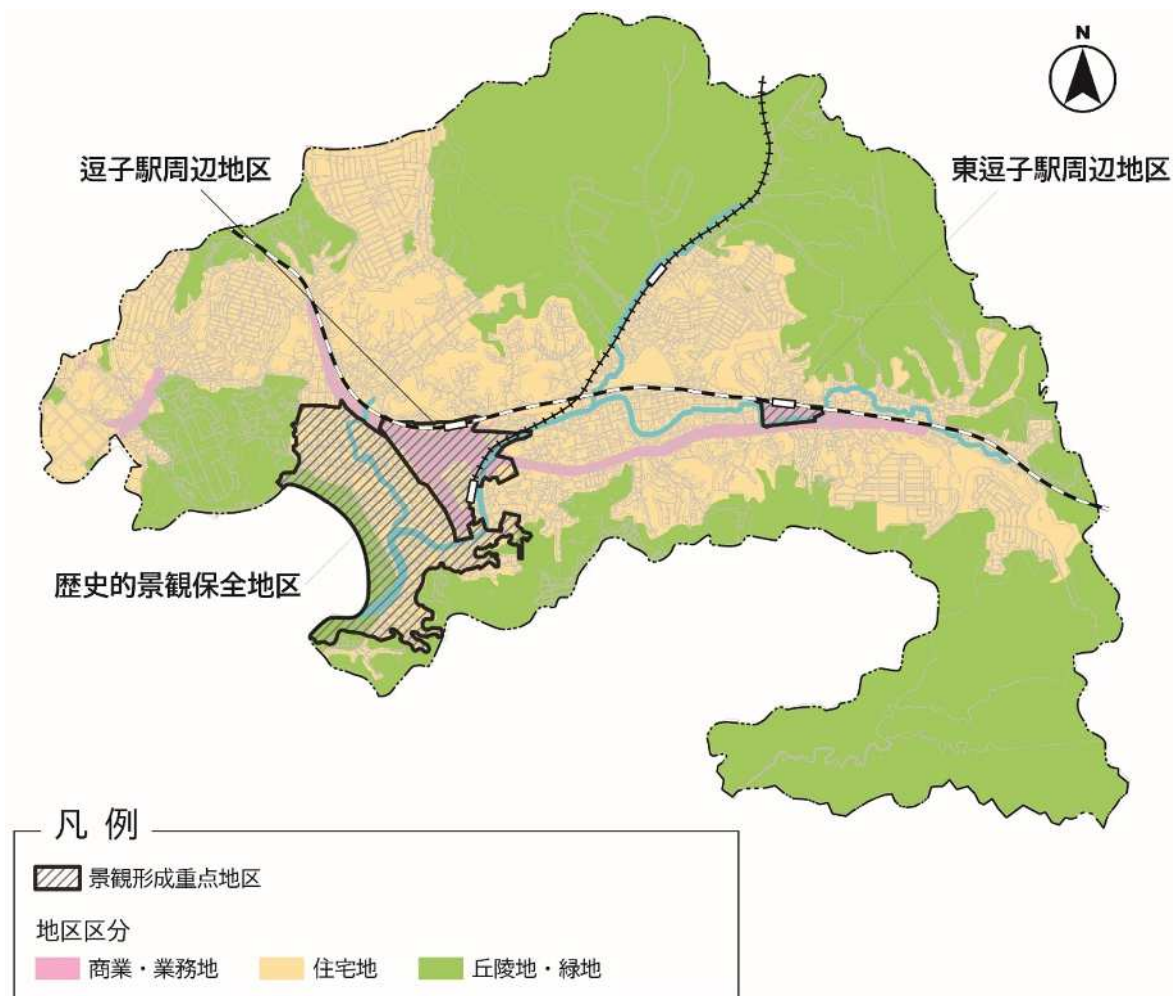 N
逗子駅周辺地区
東逗子駅周辺地区
歴史的景観保全地区
凡 例
景観形成重点地区
地区区分
商業・業務地
住宅地
丘陵地・緑地